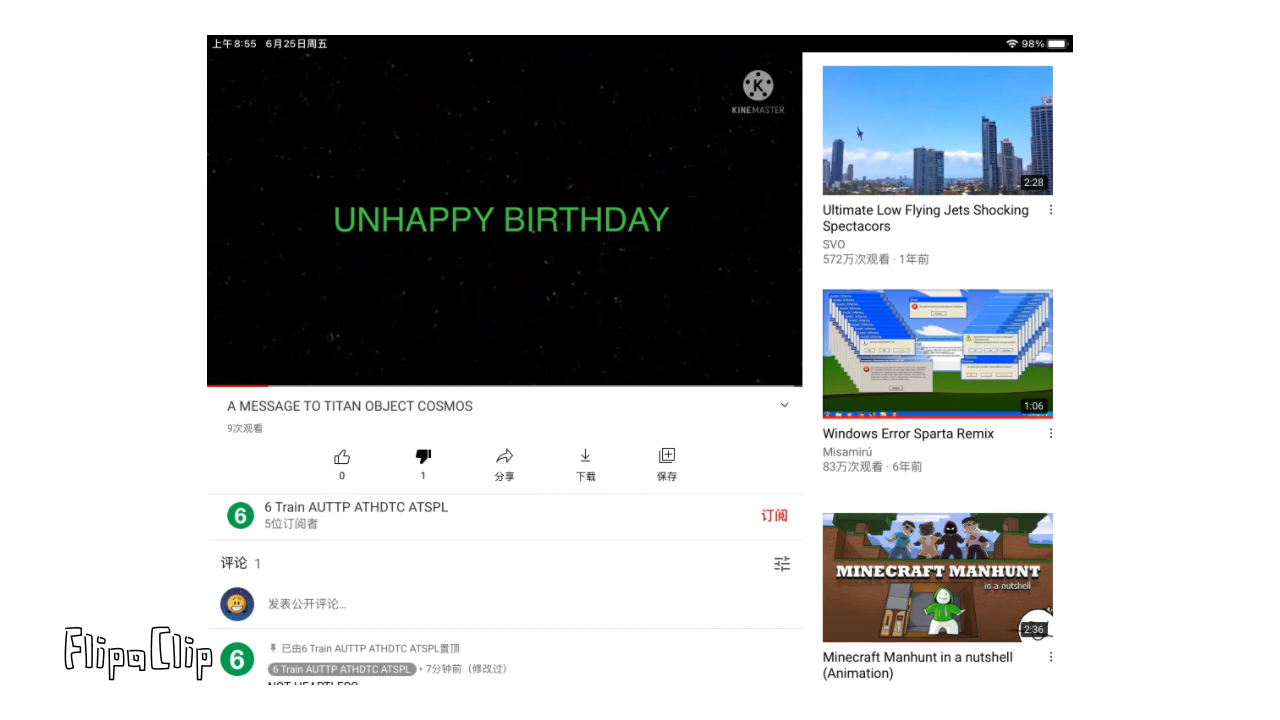 上午8:55 6月25日周五
98%
KINEMASTER
UNHAPPY BIRTHDAY
A MESSAGE TO TITAN OBJECT COSMOS
9次观看
0
1
分享
下载
保存
6
6 Train AUTTP ATHDTC ATSPL
5位订阅者
订阅
评论 1
发表公开评论...
6
已由6 Train AUTTP ATHDTC ATSPL置顶
6 Train AUTTP ATHDTC ATSPL • 7分钟前（修改过）
NOT HEARTLESS
FlipaClip
2:28
Ultimate Low Flying Jets Shocking
Spectacors
SVO
572万次观看 · 1年前
1:06
Windows Error Sparta Remix
Misamirú
83万次观看 · 6年前
MINECRAFT MANHUNT
in a nutshell
2:36
Minecraft Manhunt in a nutshell
(Animation)